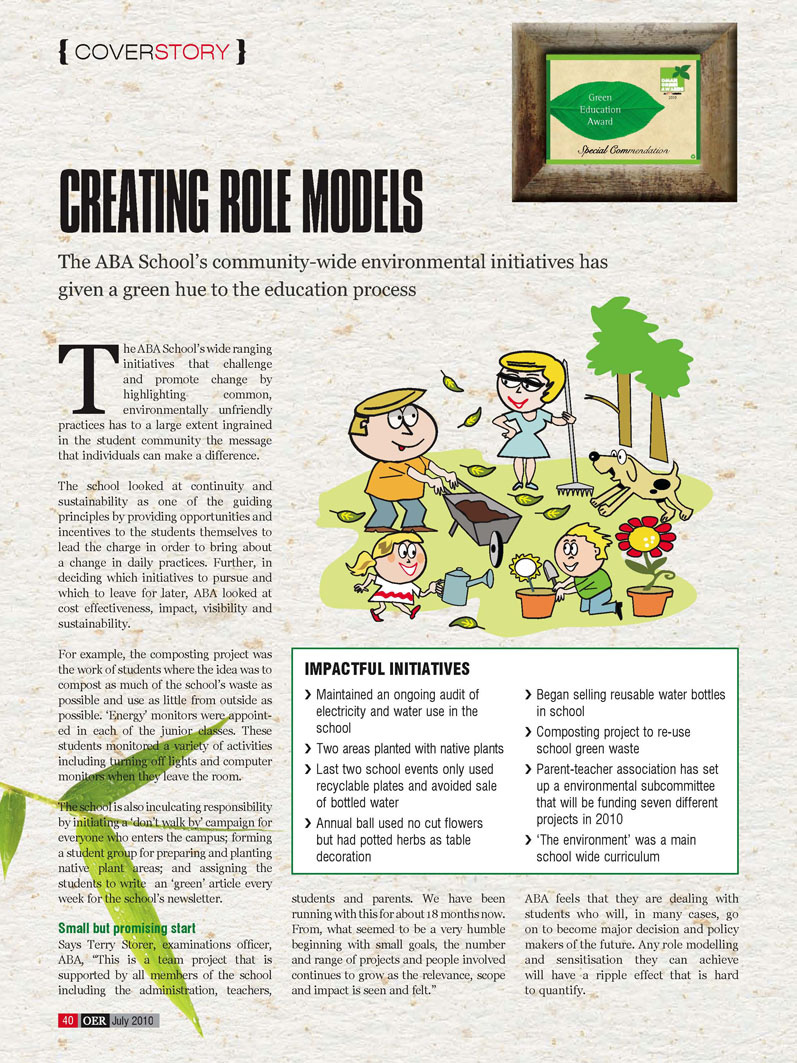 { COVERSTORY }
Green
Education
Award
2010
Special Commendation
CREATING ROLE MODELS
The ABA School's community-wide environmental initiatives has
given a green hue to the education process
The ABA School's wide ranging
initiatives that challenge
and promote change by
highlighting common,
environmentally unfriendly
practices has to a large extent ingrained
in the student community the message
that individuals can make a difference.
The school looked at continuity and
sustainability as one of the guiding
principles by providing opportunities and
incentives to the students themselves to
lead the charge in order to bring about
a change in daily practices. Further, in
deciding which initiatives to pursue and
which to leave for later, ABA looked at
cost effectiveness, impact, visibility and
sustainability.
For example, the composting project was
the work of students where the idea was to
compost as much of the school's waste as
possible and use as little from outside as
possible. 'Energy' monitors were appoint-
ed in each of the junior classes. These
students monitored a variety of activities
including turning off lights and computer
monitors when they leave the room.
The school is also inculcating responsibility
by initiating a 'don't walk by' campaign for
everyone who enters the campus; forming
a student group for preparing and planting
native plant areas; and assigning the
students to write an 'green' article every
week for the school's newsletter.
Small but promising start
Says Terry Storer, examinations officer,
ABA, "This is a team project that is
supported by all members of the school
including the administration, teachers,
IMPACTFUL INITIATIVES
❯ Maintained an ongoing audit of
electricity and water use in the
school
❯ Two areas planted with native plants
❯ Last two school events only used
recyclable plates and avoided sale
of bottled water
❯ Annual ball used no cut flowers
but had potted herbs as table
decoration
❯ Began selling reusable water bottles
in school
❯ Composting project to re-use
school green waste
❯ Parent-teacher association has set
up a environmental subcommittee
that will be funding seven different
projects in 2010
❯ 'The environment' was a main
school wide curriculum
students and parents. We have been
running with this for about 18 months now.
From, what seemed to be a very humble
beginning with small goals, the number
and range of projects and people involved
continues to grow as the relevance, scope
and impact is seen and felt."
ABA feels that they are dealing with
students who will, in many cases, go
on to become major decision and policy
makers of the future. Any role modelling
and sensitisation they can achieve
will have a ripple effect that is hard
to quantify.
40 OER July 2010